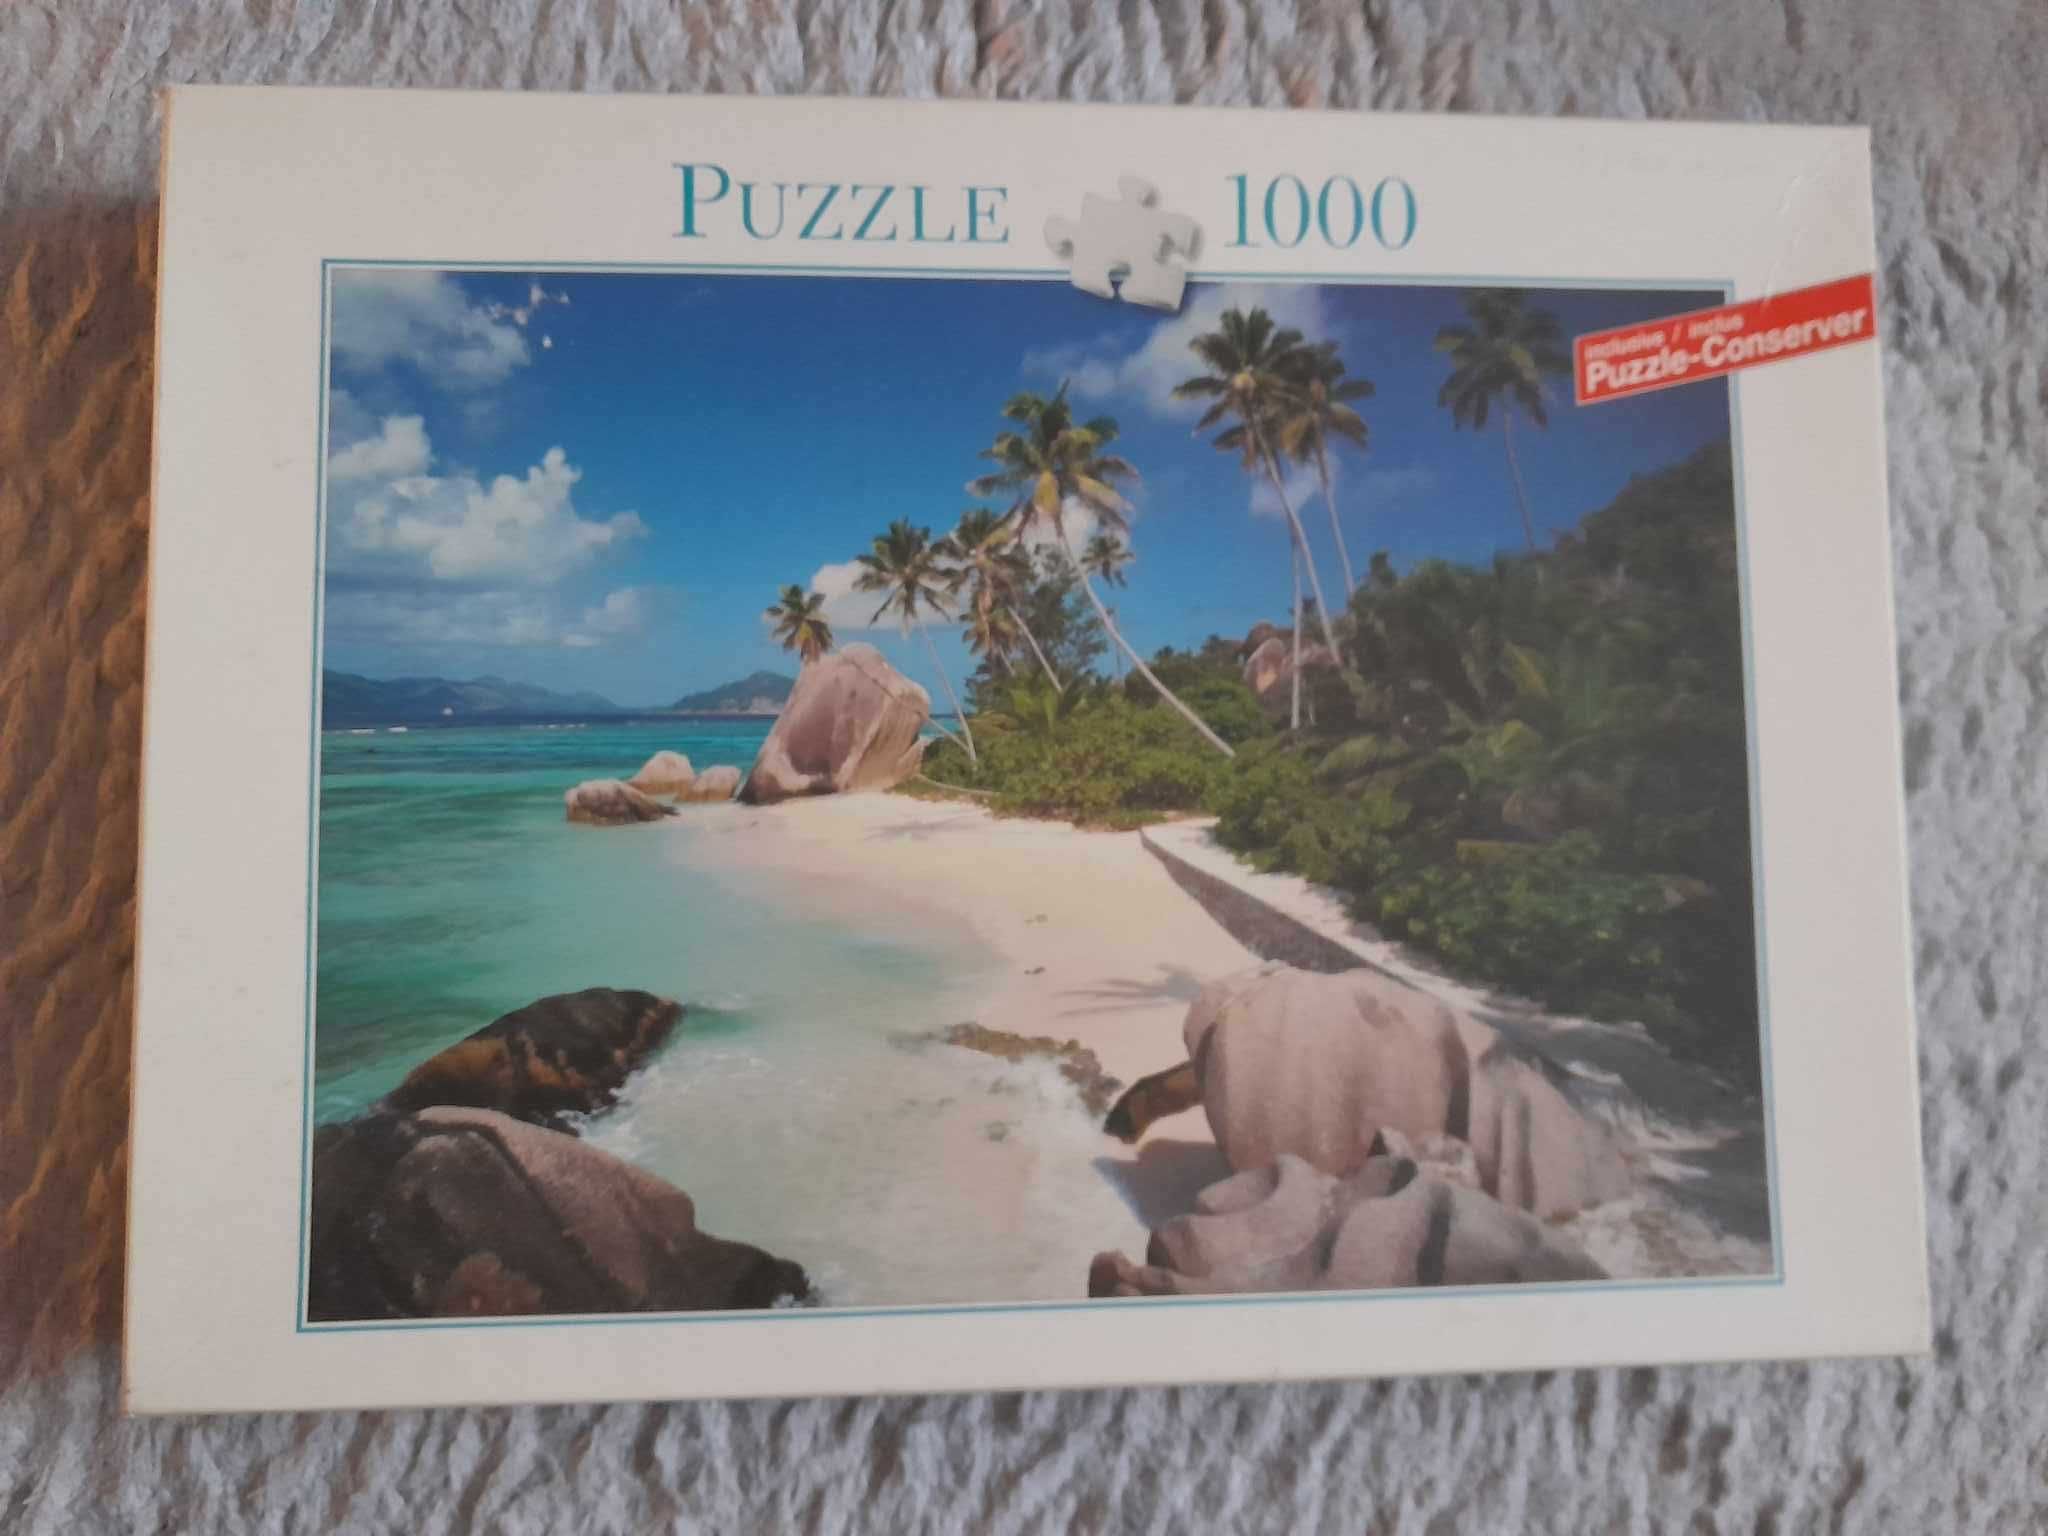 PUZZLE 1000
inclusive / inclus
Puzzle-Conserver